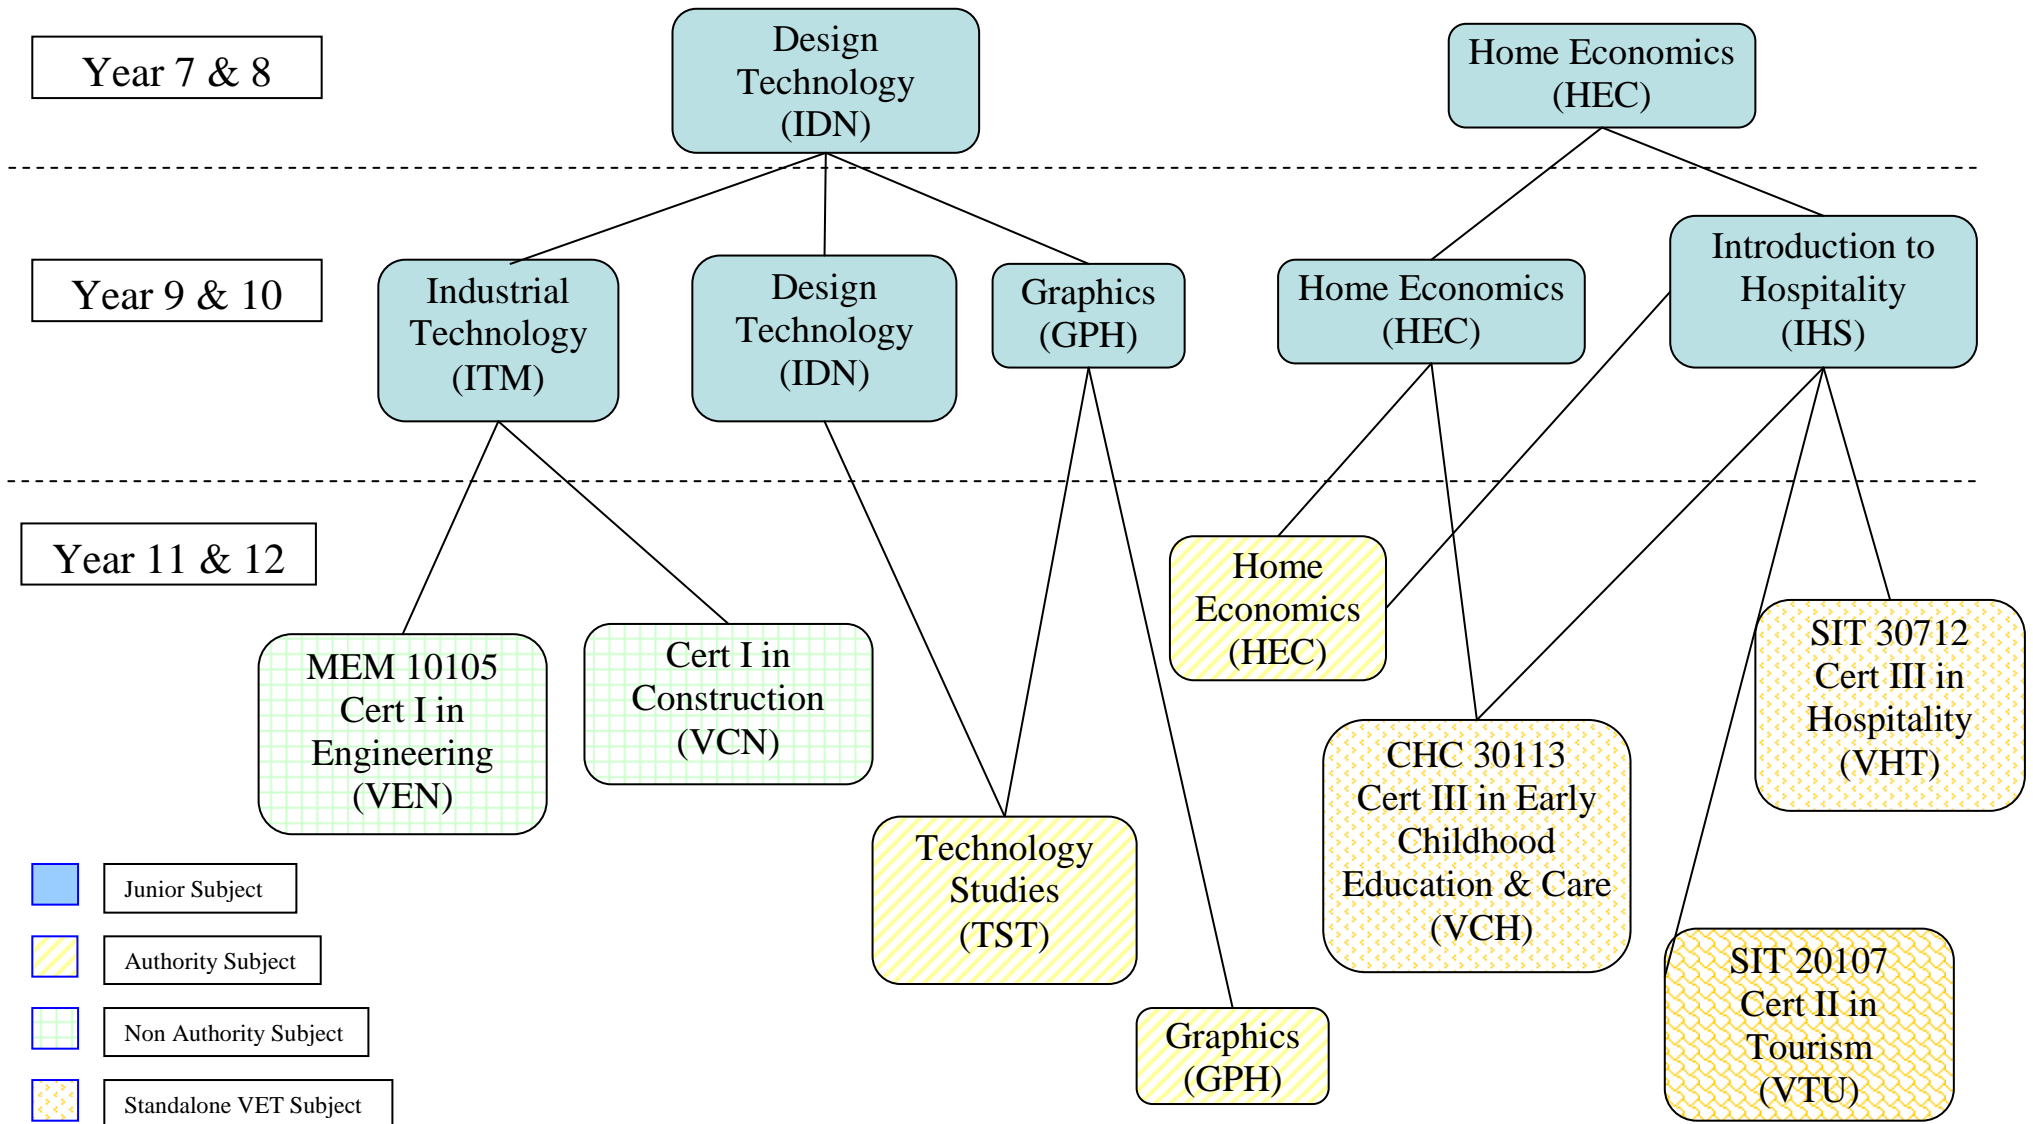 Year 7 & 8
Design
Technology
(IDN)
Home Economics
(HEC)
Year 9 & 10
Industrial
Technology
(ITM)
Design
Technology
(IDN)
Graphics
(GPH)
Home Economics
(HEC)
Introduction to
Hospitality
(IHS)
Year 11 & 12
MEM 10105
Cert I in
Engineering
(VEN)
Cert I in
Construction
(VCN)
Technology
Studies
(TST)
Graphics
(GPH)
Home
Economics
(HEC)
CHC 30113
Cert III in Early
Childhood
Education & Care
(VCH)
SIT 30712
Cert III in
Hospitality
(VHT)
SIT 20107
Cert II in
Tourism
(VTU)
Junior Subject
Authority Subject
Non Authority Subject
Standalone VET Subject